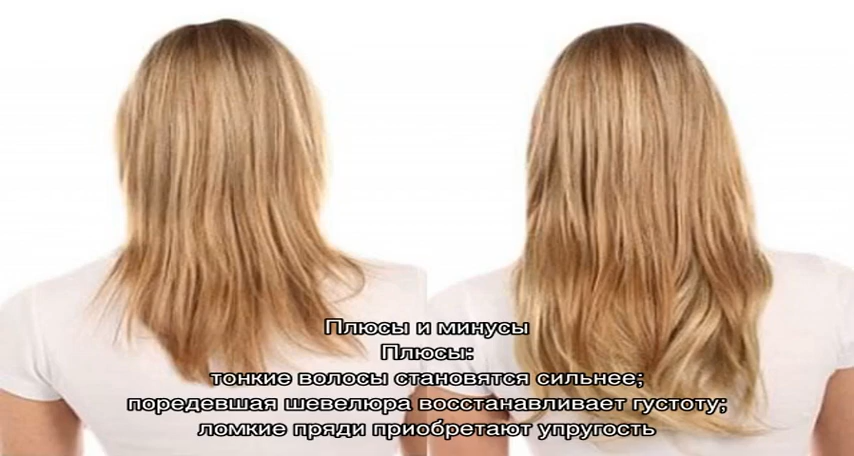 Плюсы и минусы
Плюсы:
тонкие волосы становятся сильнее;
поредевшая шевелюра восстанавливает густоту;
ломкие пряди приобретают упругость